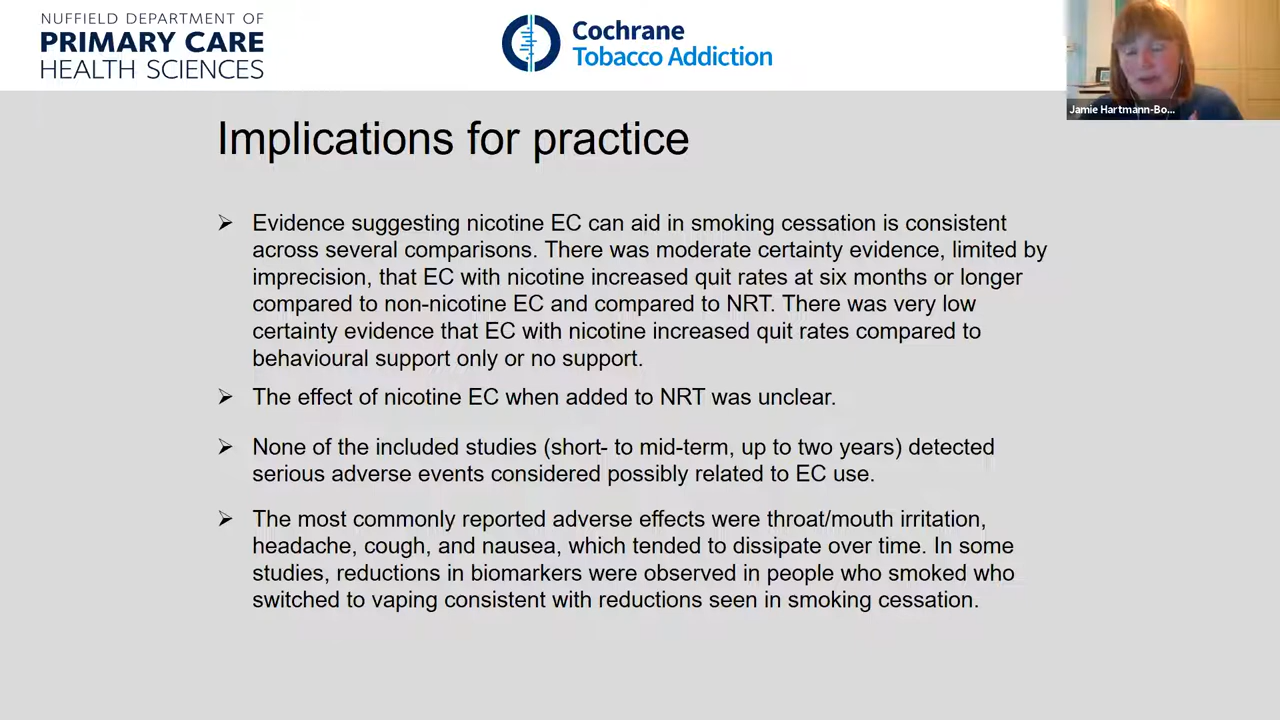 NUFFIELD DEPARTMENT OF
PRIMARY CARE
HEALTH SCIENCES
Cochrane
Tobacco Addiction
Jamie Hartmann-Bo...
Implications for practice
Evidence suggesting nicotine EC can aid in smoking cessation is consistent
across several comparisons. There was moderate certainty evidence, limited by
imprecision, that EC with nicotine increased quit rates at six months or longer
compared to non-nicotine EC and compared to NRT. There was very low
certainty evidence that EC with nicotine increased quit rates compared to
behavioural support only or no support.
The effect of nicotine EC when added to NRT was unclear.
None of the included studies (short- to mid-term, up to two years) detected
serious adverse events considered possibly related to EC use.
The most commonly reported adverse effects were throat/mouth irritation,
headache, cough, and nausea, which tended to dissipate over time. In some
studies, reductions in biomarkers were observed in people who smoked who
switched to vaping consistent with reductions seen in smoking cessation.